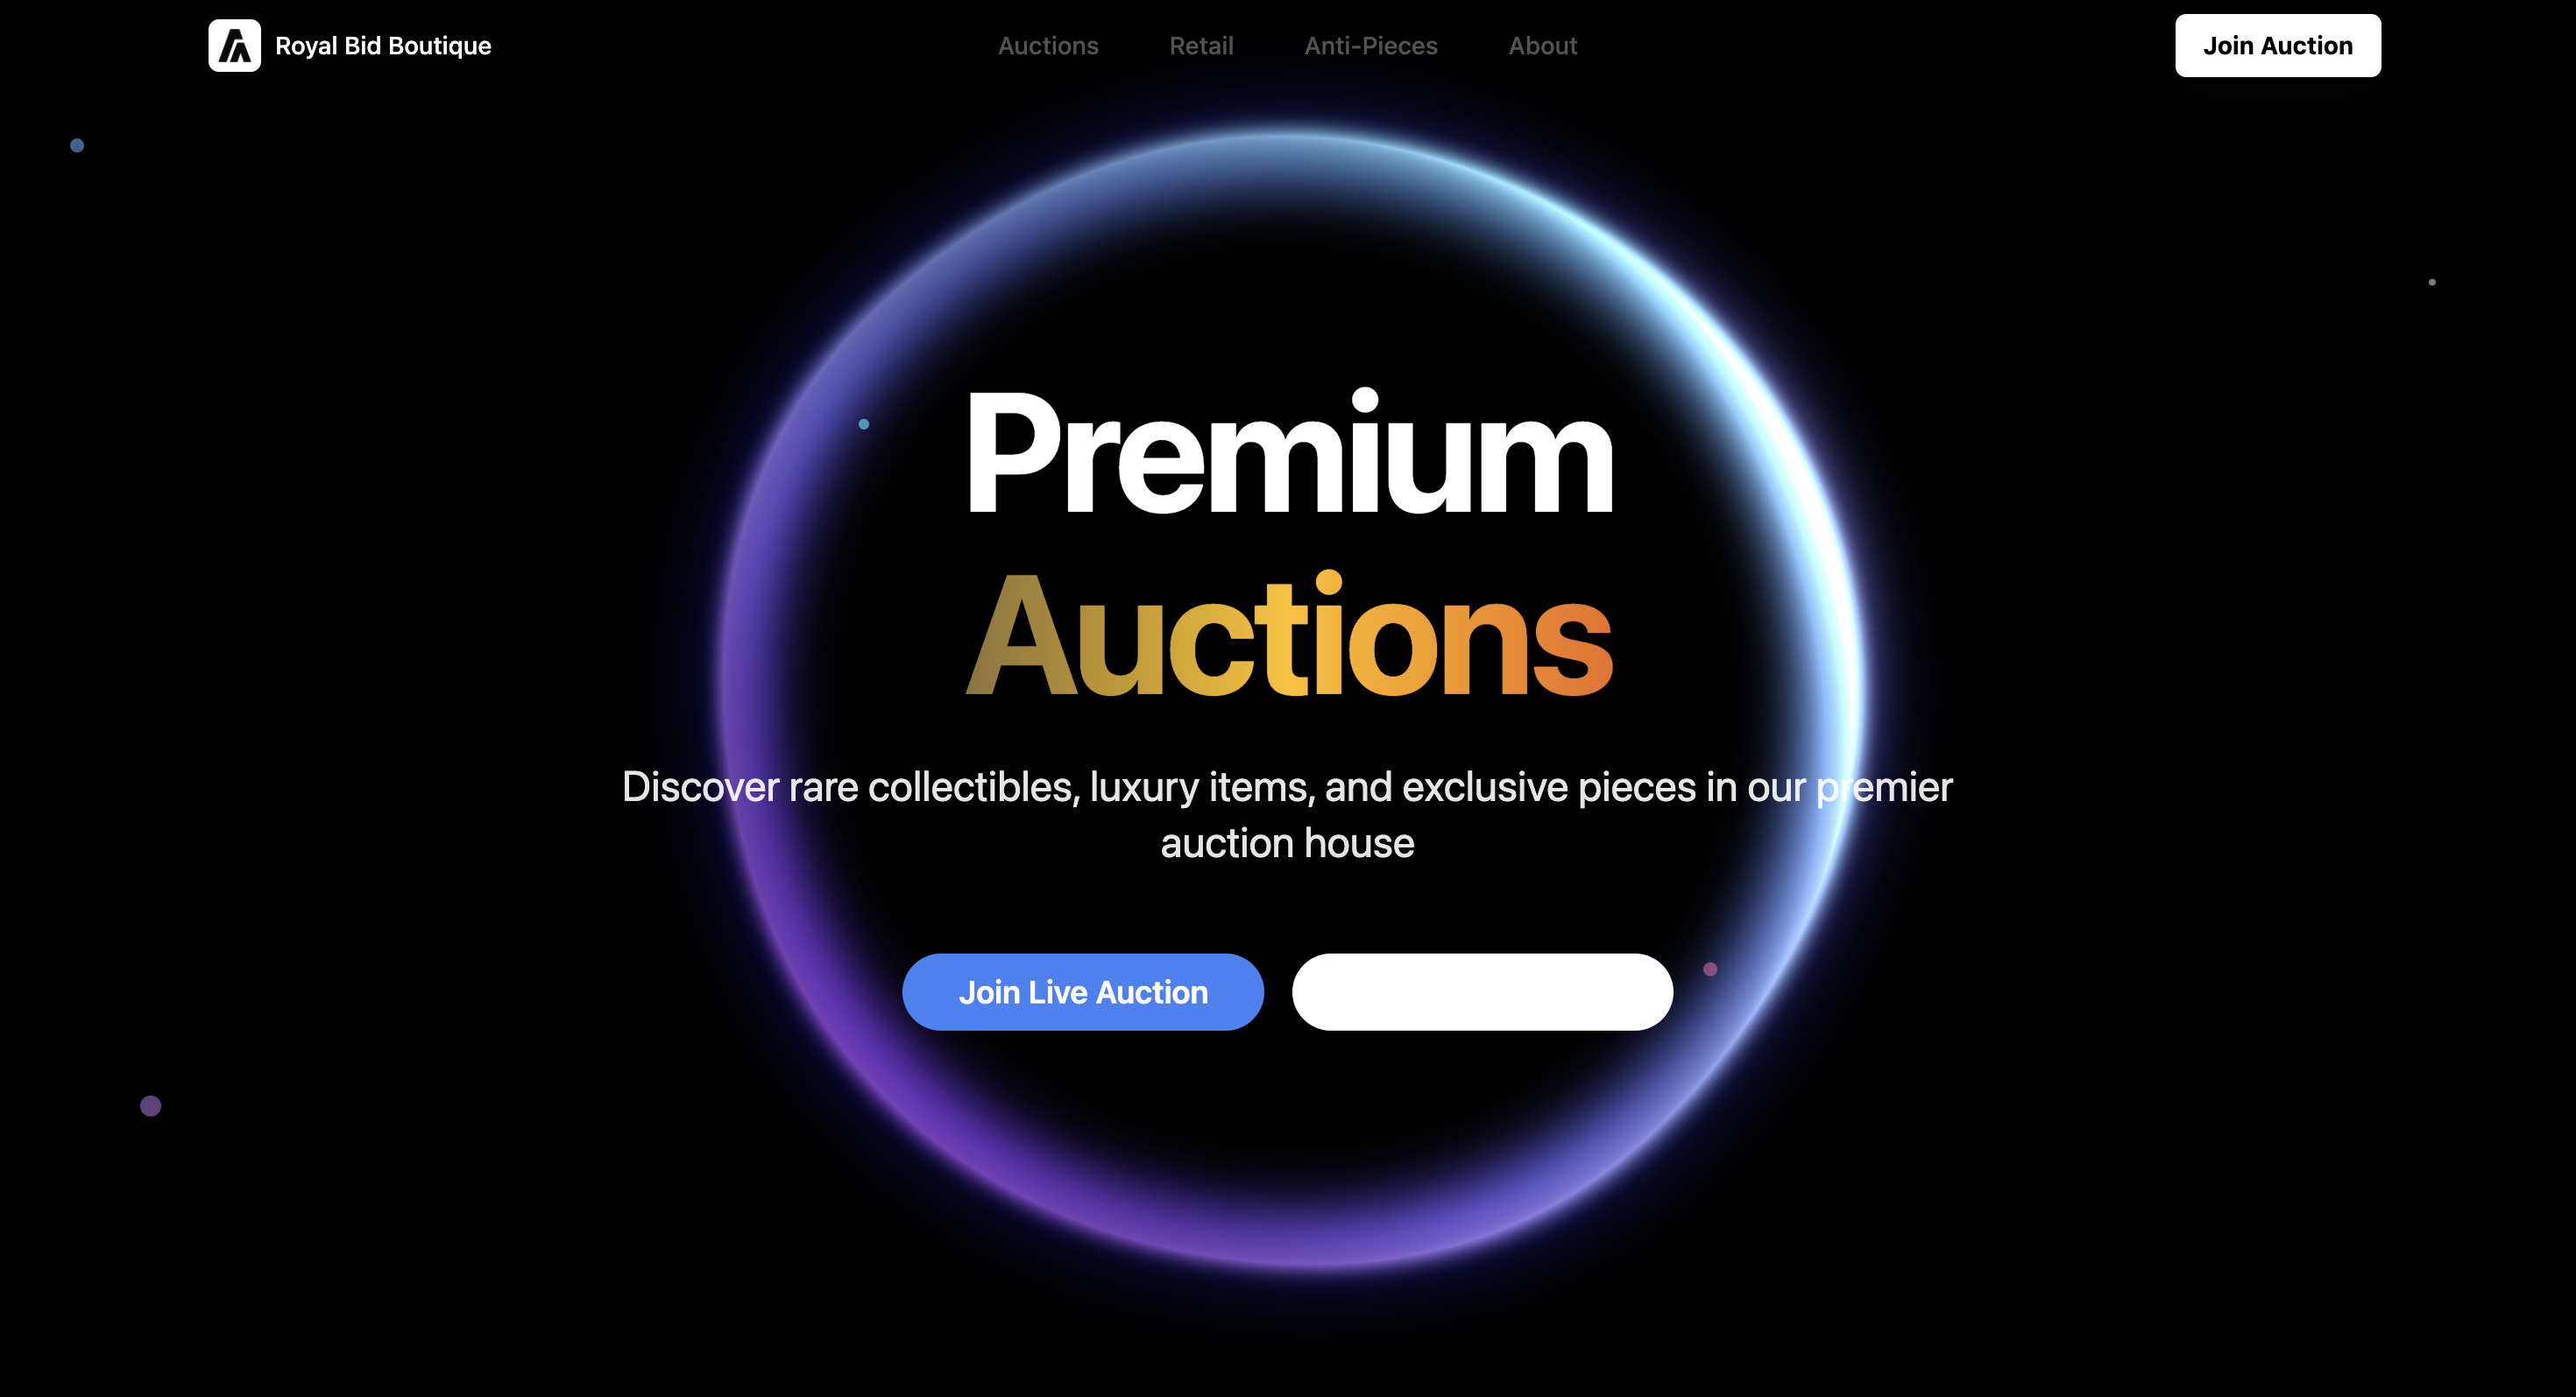 Royal Bid Boutique
Auctions
Retail
Anti-Pieces
About
Join Auction
Premium
Auctions
Discover rare collectibles, luxury items, and exclusive pieces in our premier
auction house
Join Live Auction